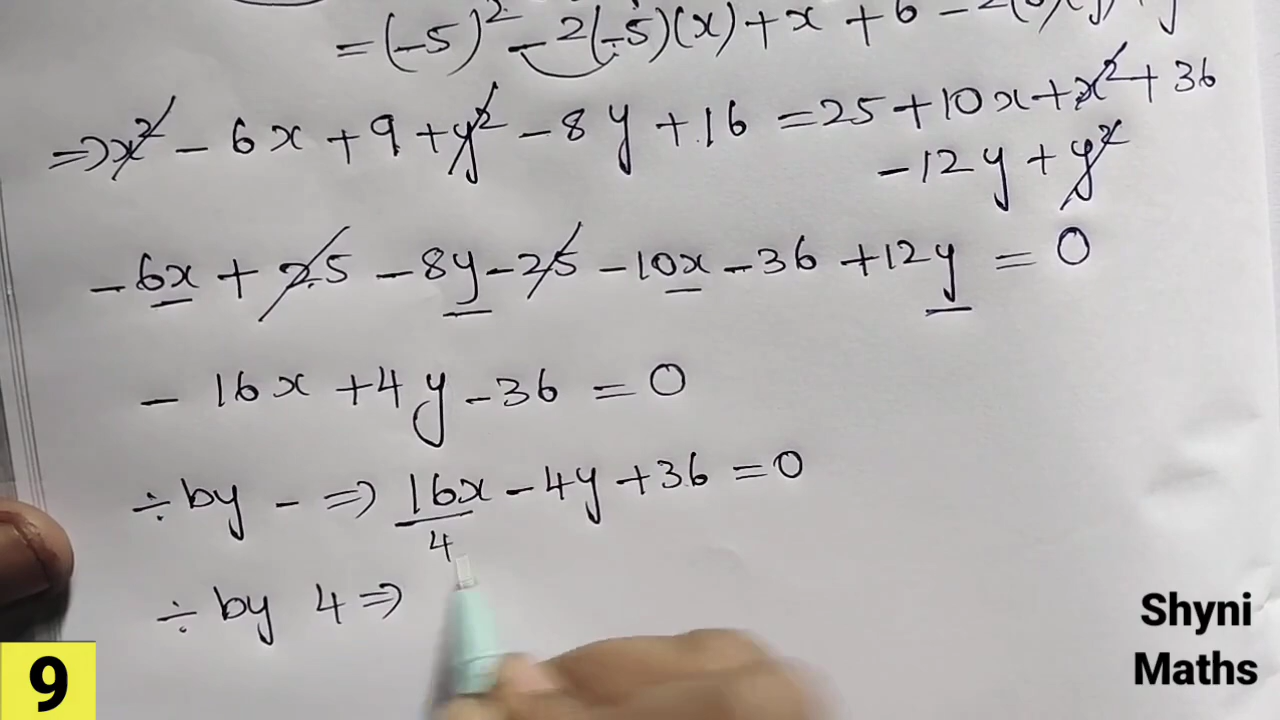 = (-5)² - 2(-5)(x) + x + 6 - 2
⇒ x² - 6x + 9 + y² - 8y + 16 = 25 + 10x + x² + 36
- 12y + y²
- 6x + 25 - 8y - 25 - 10x - 36 + 12y = 0
- 16x + 4y - 36 = 0
÷ by - ⇒ 16x - 4y + 36 = 0
4
÷ by 4 ⇒
Shyni
Maths
9